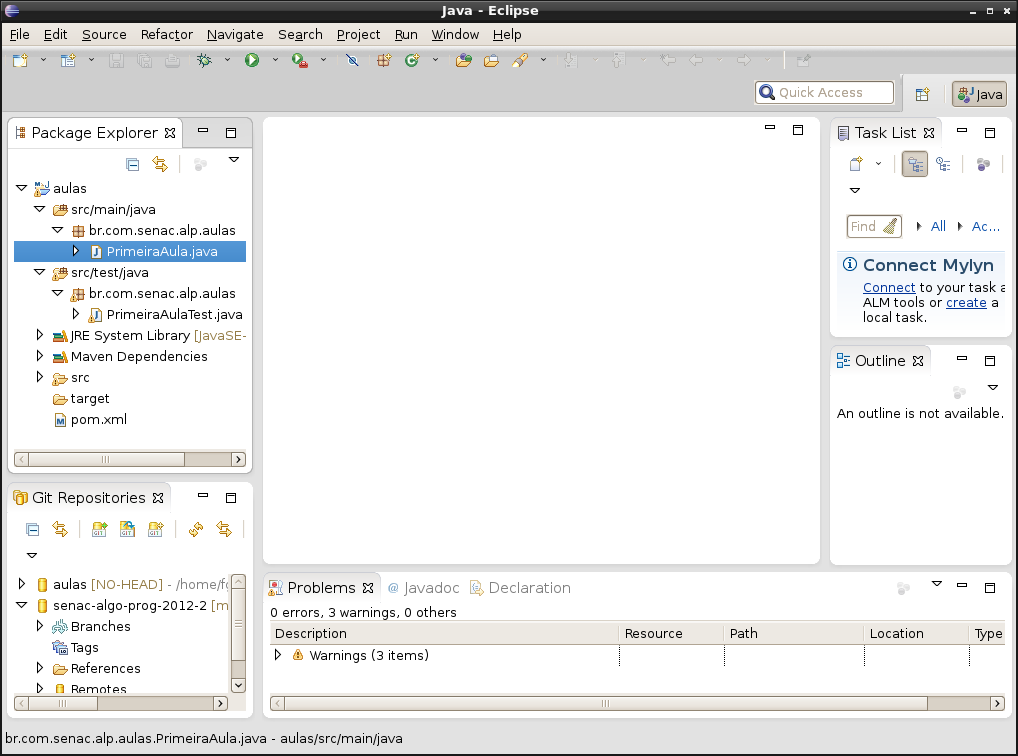 Java - Eclipse
File Edit Source Refactor Navigate Search Project Run Window Help
Quick Access
Java
Package Explorer
aulas
src/main/java
br.com.senac.alp.aulas
PrimeiraAula.java
src/test/java
br.com.senac.alp.aulas
PrimeiraAulaTest.java
JRE System Library [JavaSE-
Maven Dependencies
src
target
pom.xml
Git Repositories
aulas [NO-HEAD] - /home/fg
senac-algo-prog-2012-2 [m
Branches
Tags
References
Remotes
Problems Javadoc Declaration
0 errors, 3 warnings, 0 others
Description Resource Path Location Type
Warnings (3 items)
Task List
Find All Ac...
Connect Mylyn
Connect to your task a
ALM tools or create a
local task.
Outline
An outline is not available.
br.com.senac.alp.aulas.PrimeiraAula.java - aulas/src/main/java